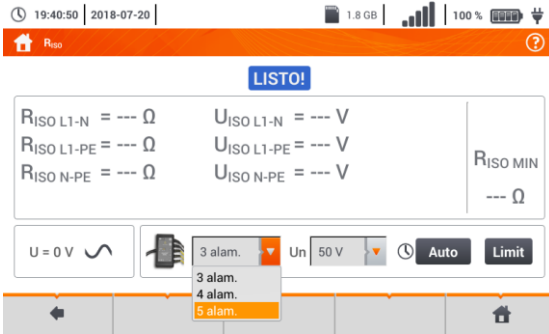 19:40:50 2018-07-20 1.8 GB 100 %
RISO ?
LISTO!
RISO L1-N = --- Ω UISO L1-N = --- V
RISO L1-PE = --- Ω UISO L1-PE = --- V
RISO N-PE = --- Ω UISO N-PE = --- V
RISO MIN
--- Ω
U = 0 V 3 alam. Un 50 V Auto Limit
3 alam.
4 alam.
5 alam.